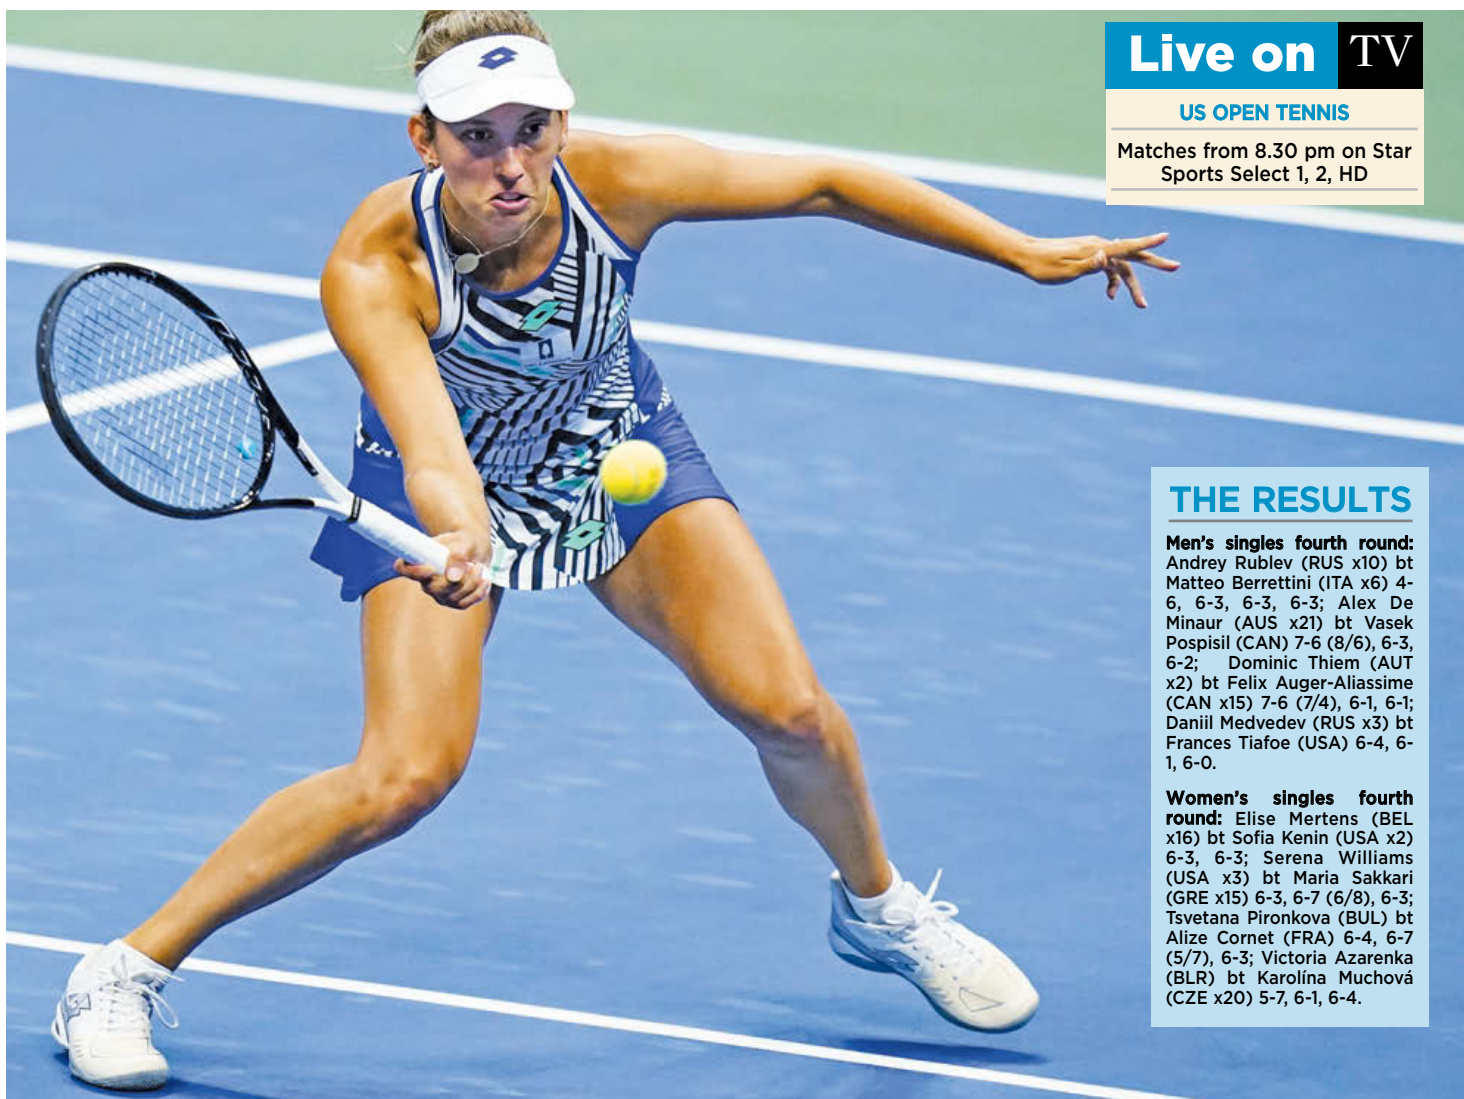 Live on TV
US OPEN TENNIS
Matches from 8.30 pm on Star
Sports Select 1, 2, HD
THE RESULTS
Men's singles fourth round:
Andrey Rublev (RUS x10) bt
Matteo Berrettini (ITA x6) 4-
6, 6-3, 6-3, 6-3; Alex De
Minaur (AUS x21) bt Vasek
Pospisil (CAN) 7-6 (8/6), 6-3,
6-2; Dominic Thiem (AUT
x2) bt Felix Auger-Aliassime
(CAN x15) 7-6 (7/4), 6-1, 6-1;
Daniil Medvedev (RUS x3) bt
Frances Tiafoe (USA) 6-4, 6-
1, 6-0.
Women's singles fourth
round: Elise Mertens (BEL
x16) bt Sofia Kenin (USA x2)
6-3, 6-3; Serena Williams
(USA x3) bt Maria Sakkari
(GRE x15) 6-3, 6-7 (6/8), 6-3;
Tsvetana Pironkova (BUL) bt
Alize Cornet (FRA) 6-4, 6-7
(5/7), 6-3; Victoria Azarenka
(BLR) bt Karolína Muchová
(CZE x20) 5-7, 6-1, 6-4.